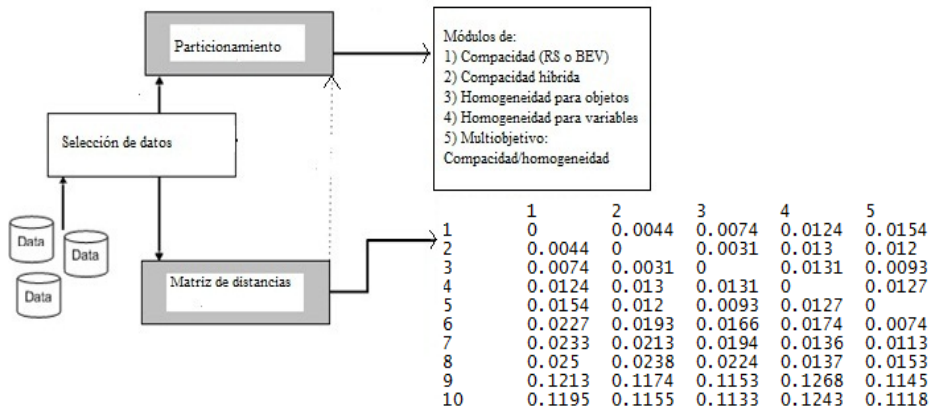 Particionamiento
Módulos de:
1) Compacidad (RS o BEV)
2) Compacidad hibrida
3) Homogeneidad para objetos
4) Homogeneidad para variables
5) Multiobjetivo:
Compacidad/homogeneidad
Selección de datos
Data
Data
Data
Matriz de distancias
1 2 3 4 5
1 0 0.0044 0.0074 0.0124 0.0154
2 0.0044 0 0.0031 0.013 0.012
3 0.0074 0.0031 0 0.0131 0.0093
4 0.0124 0.013 0.0131 0 0.0127
5 0.0154 0.012 0.0093 0.0127 0
6 0.0227 0.0193 0.0166 0.0174 0.0074
7 0.0233 0.0213 0.0194 0.0136 0.0113
8 0.025 0.0238 0.0224 0.0137 0.0153
9 0.1213 0.1174 0.1153 0.1268 0.1145
10 0.1195 0.1155 0.1133 0.1243 0.1118